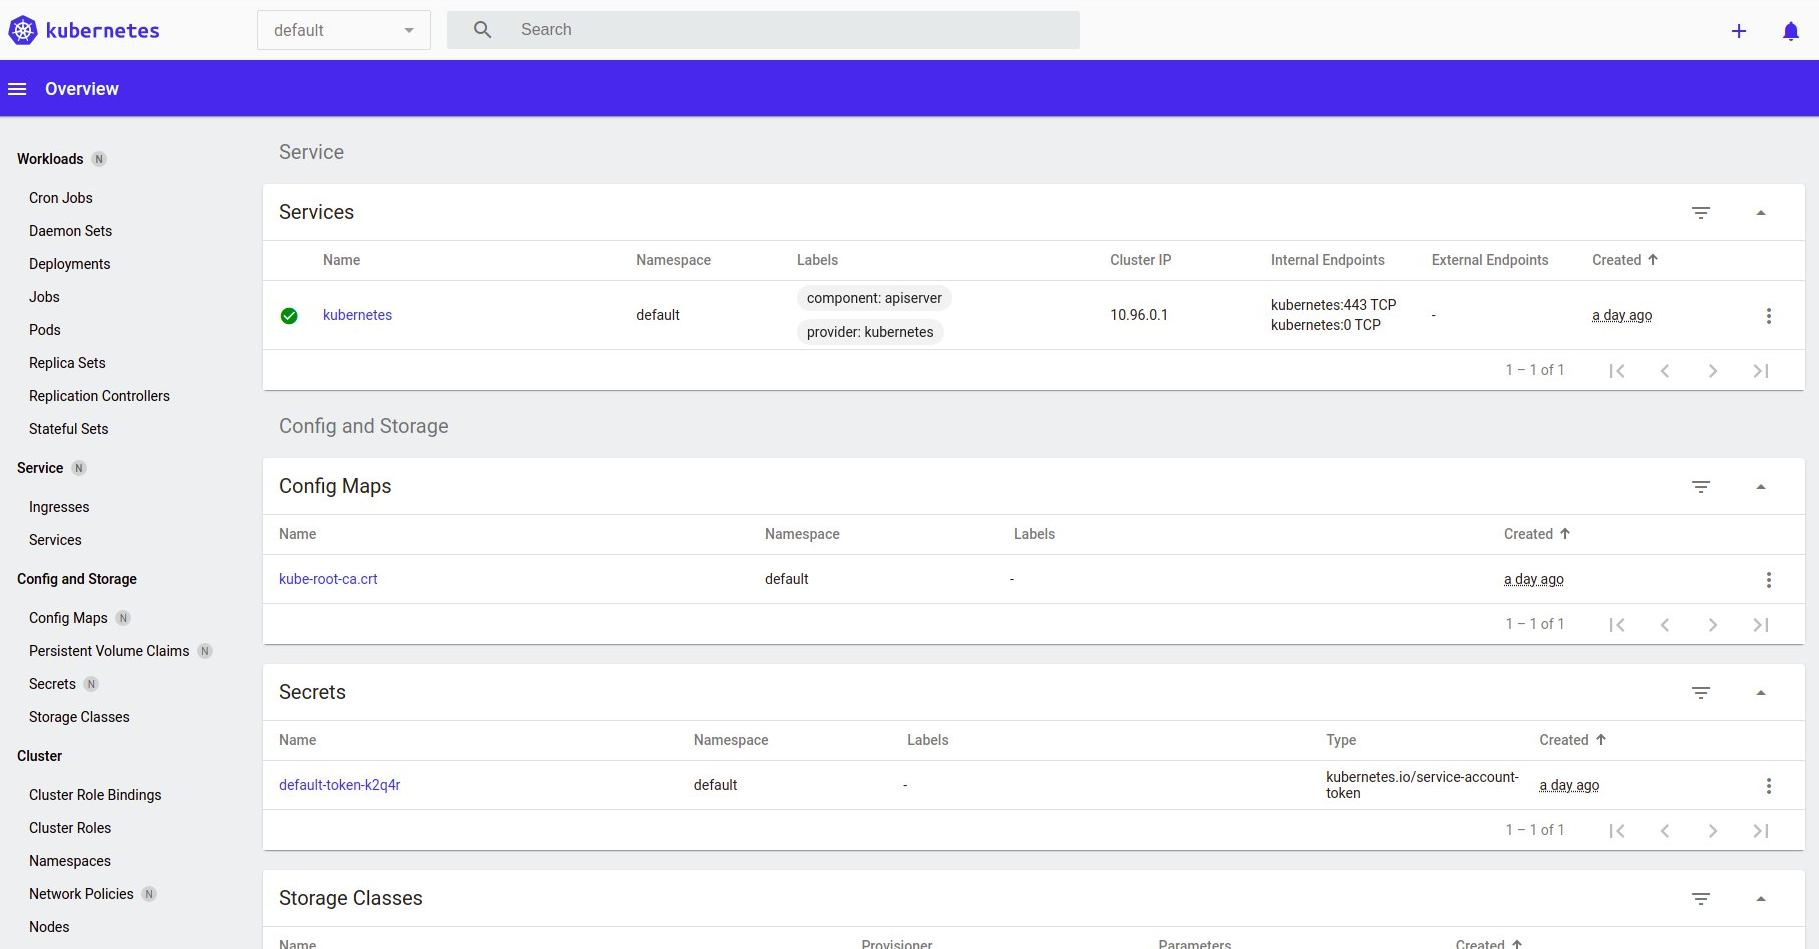 kubernetes
default
Search
Overview
Workloads N
Cron Jobs
Daemon Sets
Deployments
Jobs
Pods
Replica Sets
Replication Controllers
Stateful Sets
Service N
Ingresses
Services
Config and Storage
Config Maps N
Persistent Volume Claims N
Secrets N
Storage Classes
Cluster
Cluster Role Bindings
Cluster Roles
Namespaces
Network Policies N
Nodes
Service
Services
Name Namespace Labels Cluster IP Internal Endpoints External Endpoints Created
kubernetes default component: apiserver provider: kubernetes 10.96.0.1 kubernetes:443 TCP kubernetes:0 TCP - a day ago
1 – 1 of 1
Config and Storage
Config Maps
Name Namespace Labels Created
kube-root-ca.crt default - a day ago
1 – 1 of 1
Secrets
Name Namespace Labels Type Created
default-token-k2q4r default - kubernetes.io/service-account-token a day ago
1 – 1 of 1
Storage Classes
Name Provisioner Parameters Created